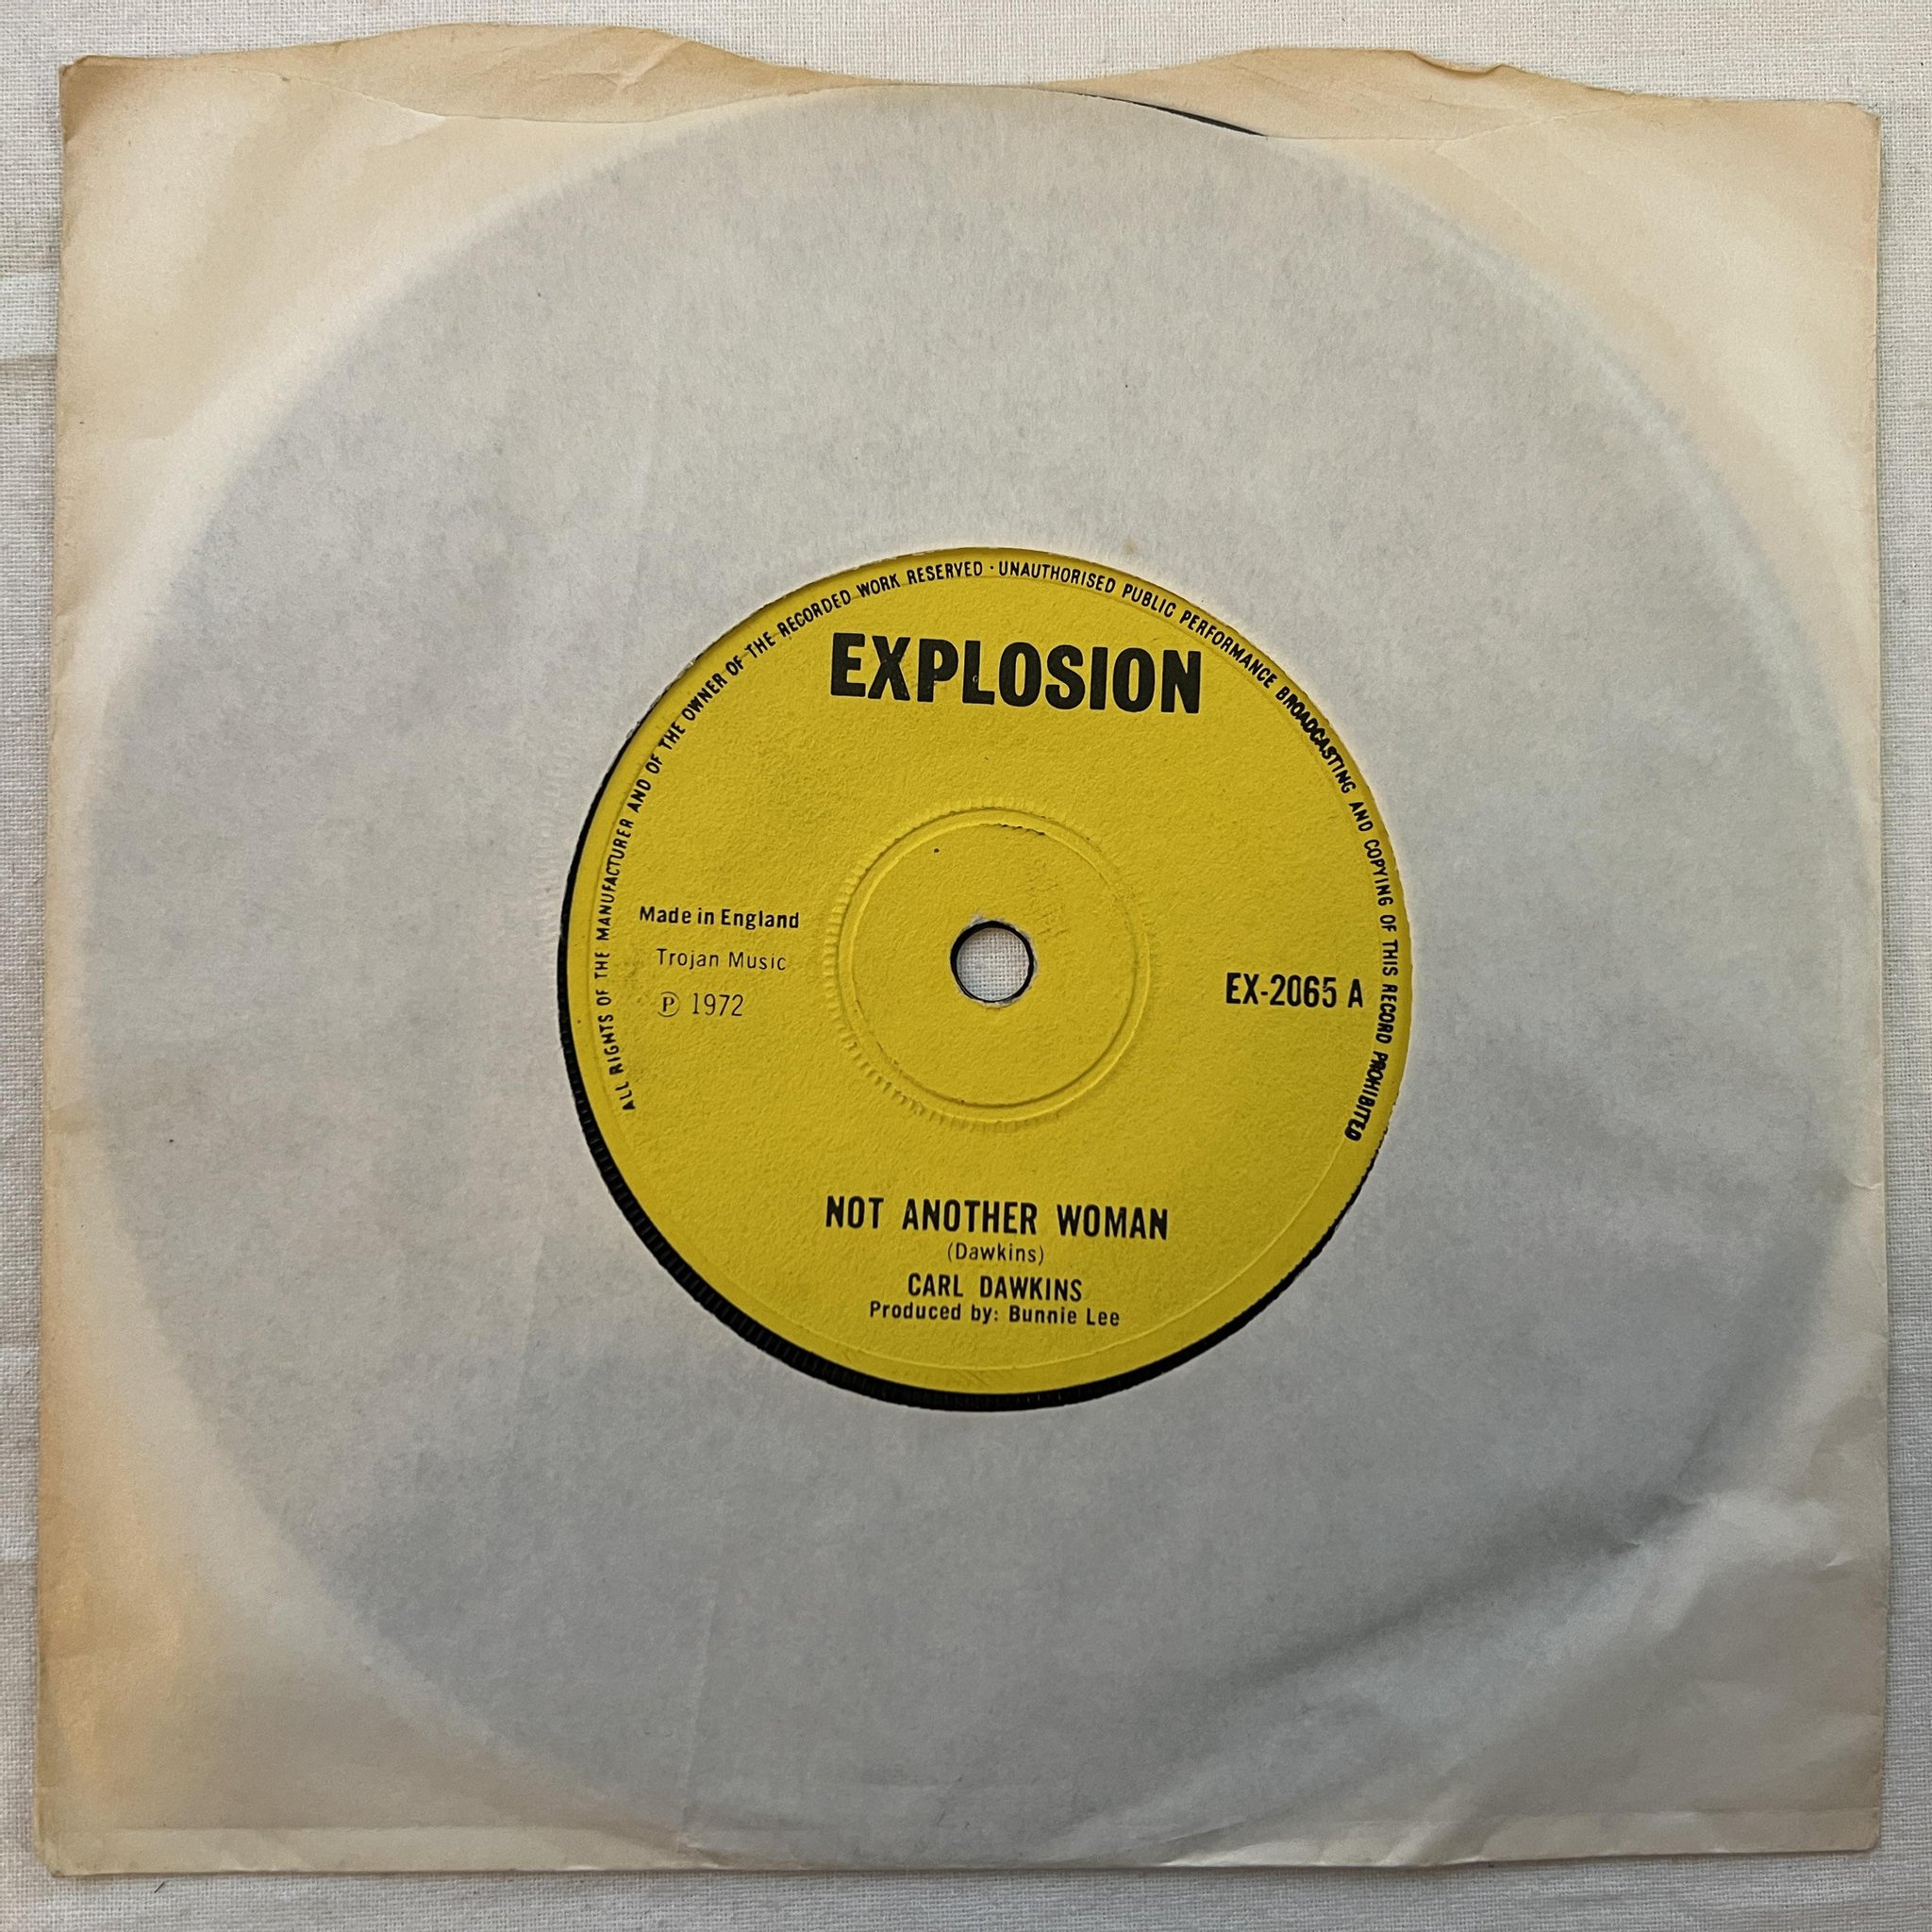 ALL RIGHTS OF THE MANUFACTURER AND OF THE OWNER OF THE RECORDED WORK RESERVED · UNAUTHORISED PUBLIC PERFORMANCE BROADCASTING AND COPYING OF THIS RECORD PROHIBITED
EXPLOSION
Made in England
Trojan Music
℗ 1972
EX-2065 A
NOT ANOTHER WOMAN
(Dawkins)
CARL DAWKINS
Produced by: Bunnie Lee